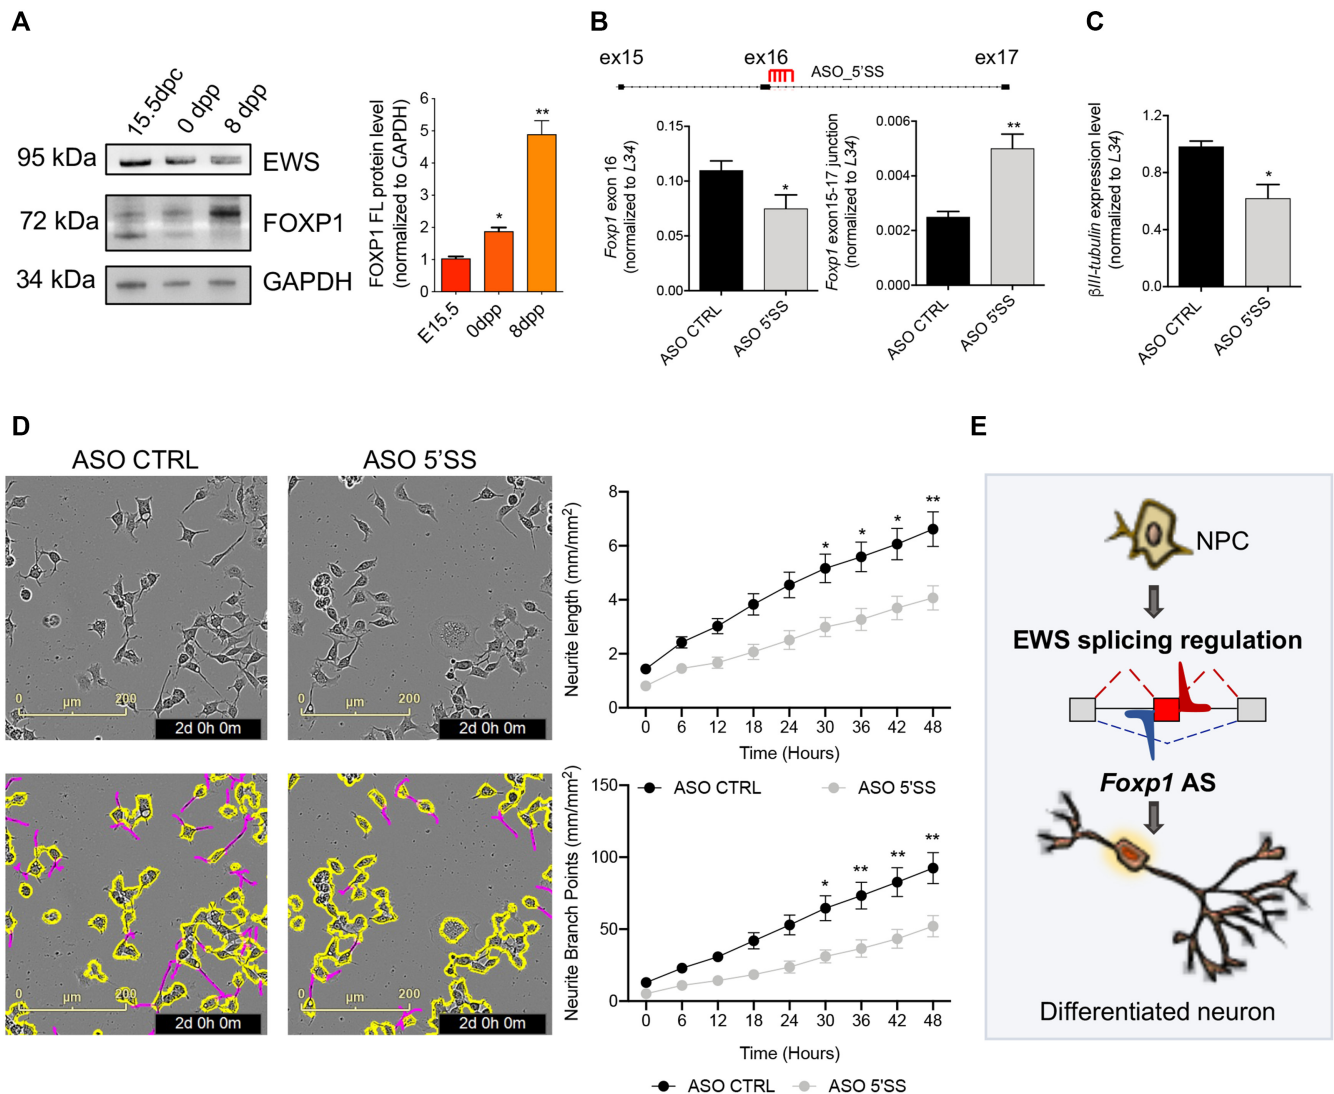 A
15.5dpc
0 dpp
8 dpp
95 kDa
EWS
72 kDa
FOXP1
34 kDa
GAPDH
FOXP1 FL protein level
(normalized to GAPDH)
6
5
4
3
2
1
0
**
*
E15.5
0dpp
8dpp
B
ex15
ex16
ex17
ASO_5'SS
Foxp1 exon 16
(normalized to L34)
0.15
0.10
0.05
0.00
*
ASO CTRL
ASO 5'SS
Foxp1 exon15-17 junction
(normalized to L34)
0.006
0.004
0.002
0.000
**
ASO CTRL
ASO 5'SS
C
βIII-tubulin expression level
(normalized to L34)
1.2
0.8
0.4
0.0
*
ASO CTRL
ASO 5'SS
D
ASO CTRL
ASO 5'SS
0 µm 200
2d 0h 0m
0 µm 200
2d 0h 0m
0 µm 200
2d 0h 0m
0 µm 200
2d 0h 0m
Neurite length (mm/mm2)
8
6
4
2
0
* * * **
0 6 12 18 24 30 36 42 48
Time (Hours)
ASO CTRL ASO 5'SS
Neurite Branch Points (mm/mm2)
150
100
50
0
* ** ** **
0 6 12 18 24 30 36 42 48
Time (Hours)
ASO CTRL ASO 5'SS
E
NPC
EWS splicing regulation
Foxp1 AS
Differentiated neuron